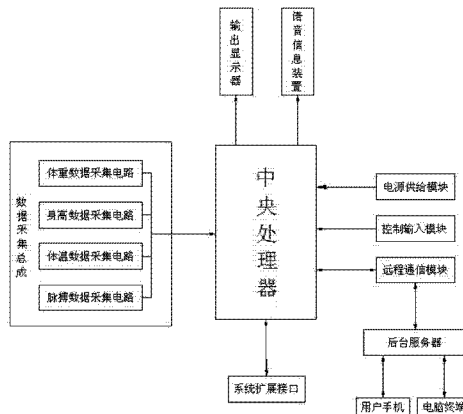 输出显示器
语音信息装置
数据采集总成
体重数据采集电路
身高数据采集电路
体温数据采集电路
脉搏数据采集电路
中央处理器
电源供给模块
控制输入模块
远程通信模块
后台服务器
系统扩展接口
用户手机
电脑终端